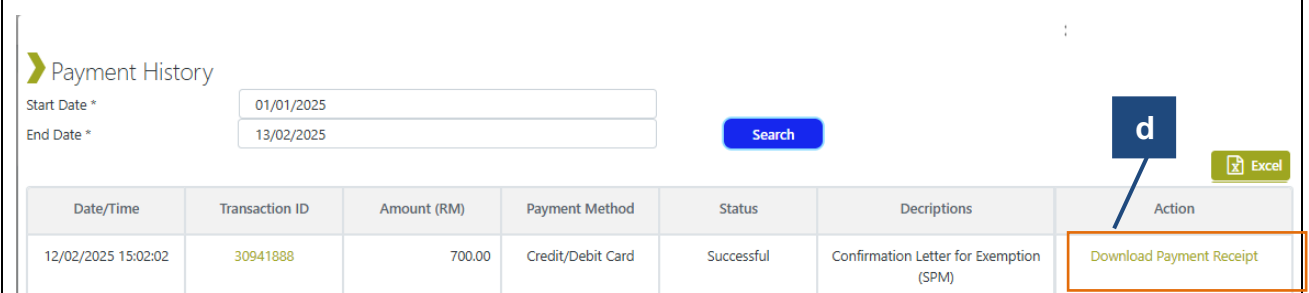 Payment History
Start Date * 01/01/2025
End Date * 13/02/2025
Search
d
Excel
Date/Time Transaction ID Amount (RM) Payment Method Status Decriptions Action
12/02/2025 15:02:02 30941888 700.00 Credit/Debit Card Successful Confirmation Letter for Exemption Download Payment Receipt
(SPM)